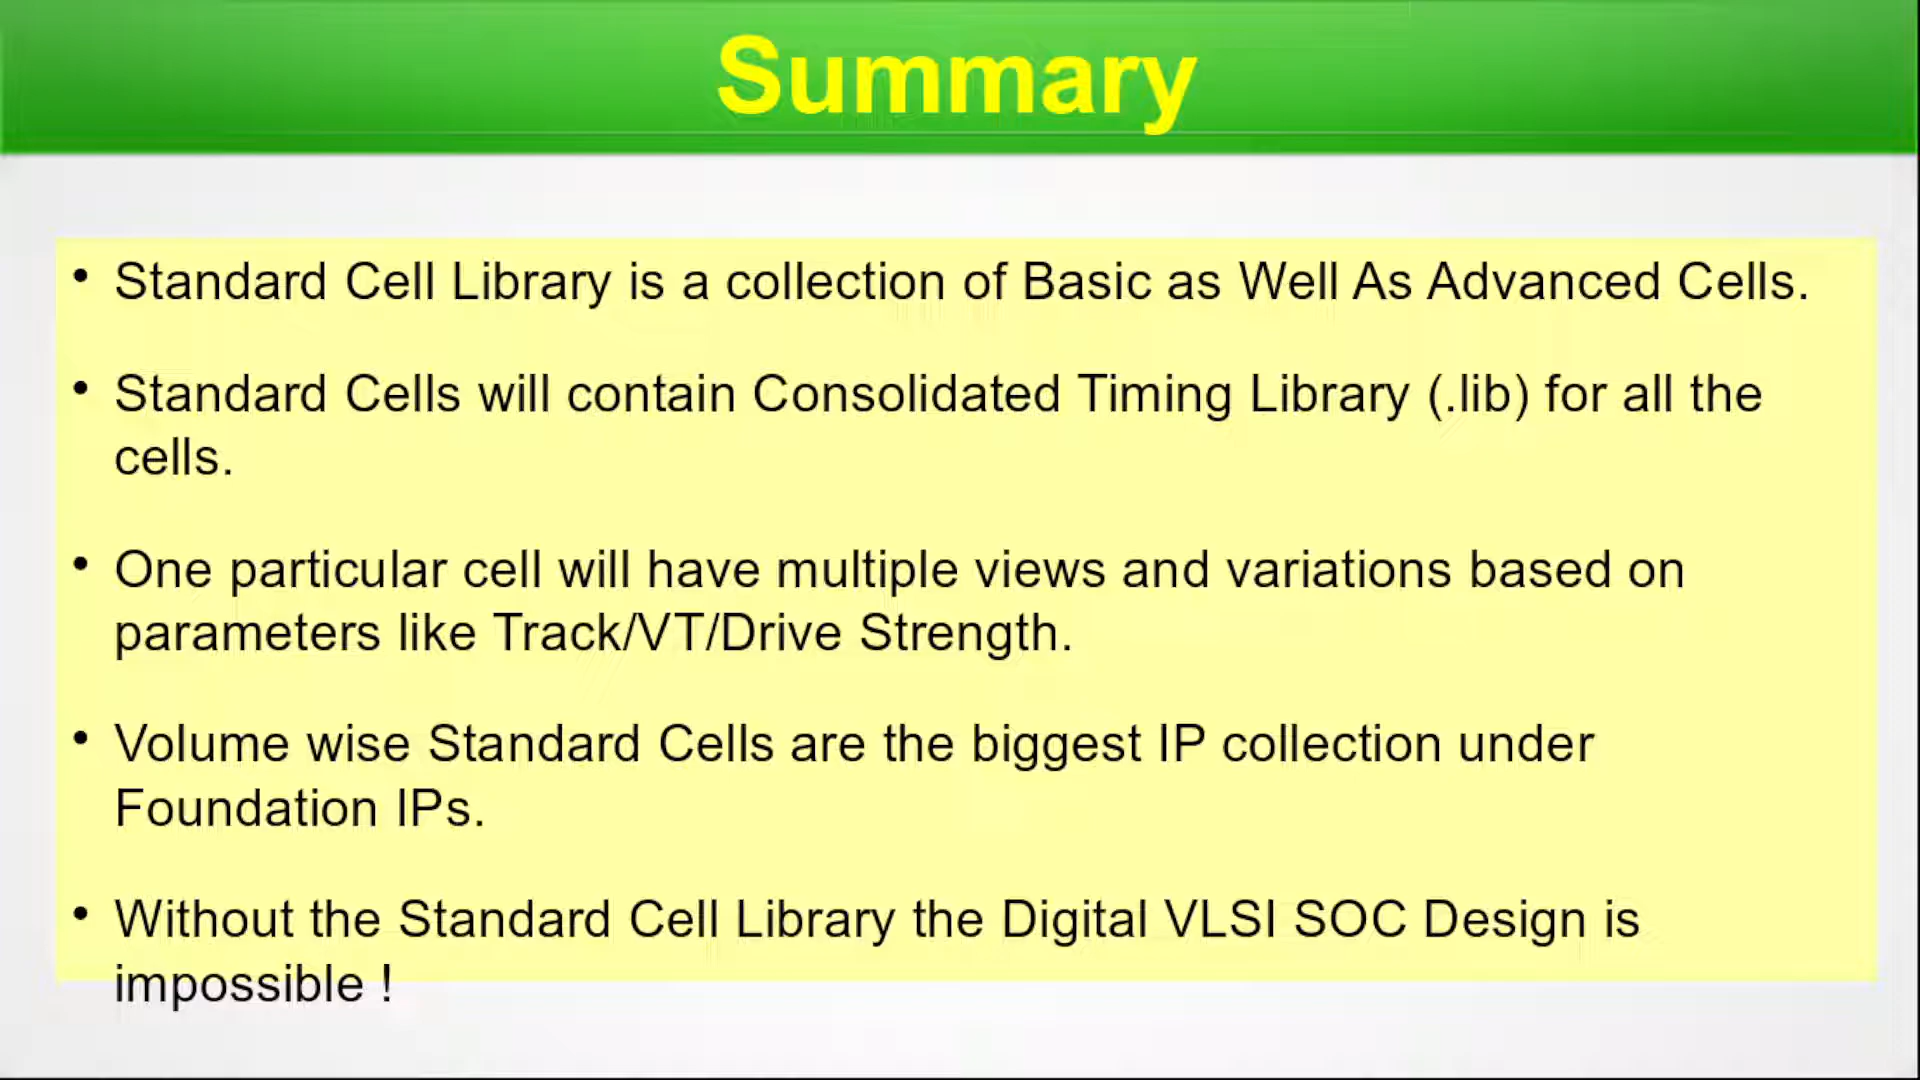 Summary
• Standard Cell Library is a collection of Basic as Well As Advanced Cells.
• Standard Cells will contain Consolidated Timing Library (.lib) for all the
cells.
• One particular cell will have multiple views and variations based on
parameters like Track/VT/Drive Strength.
• Volume wise Standard Cells are the biggest IP collection under
Foundation IPs.
• Without the Standard Cell Library the Digital VLSI SOC Design is
impossible !